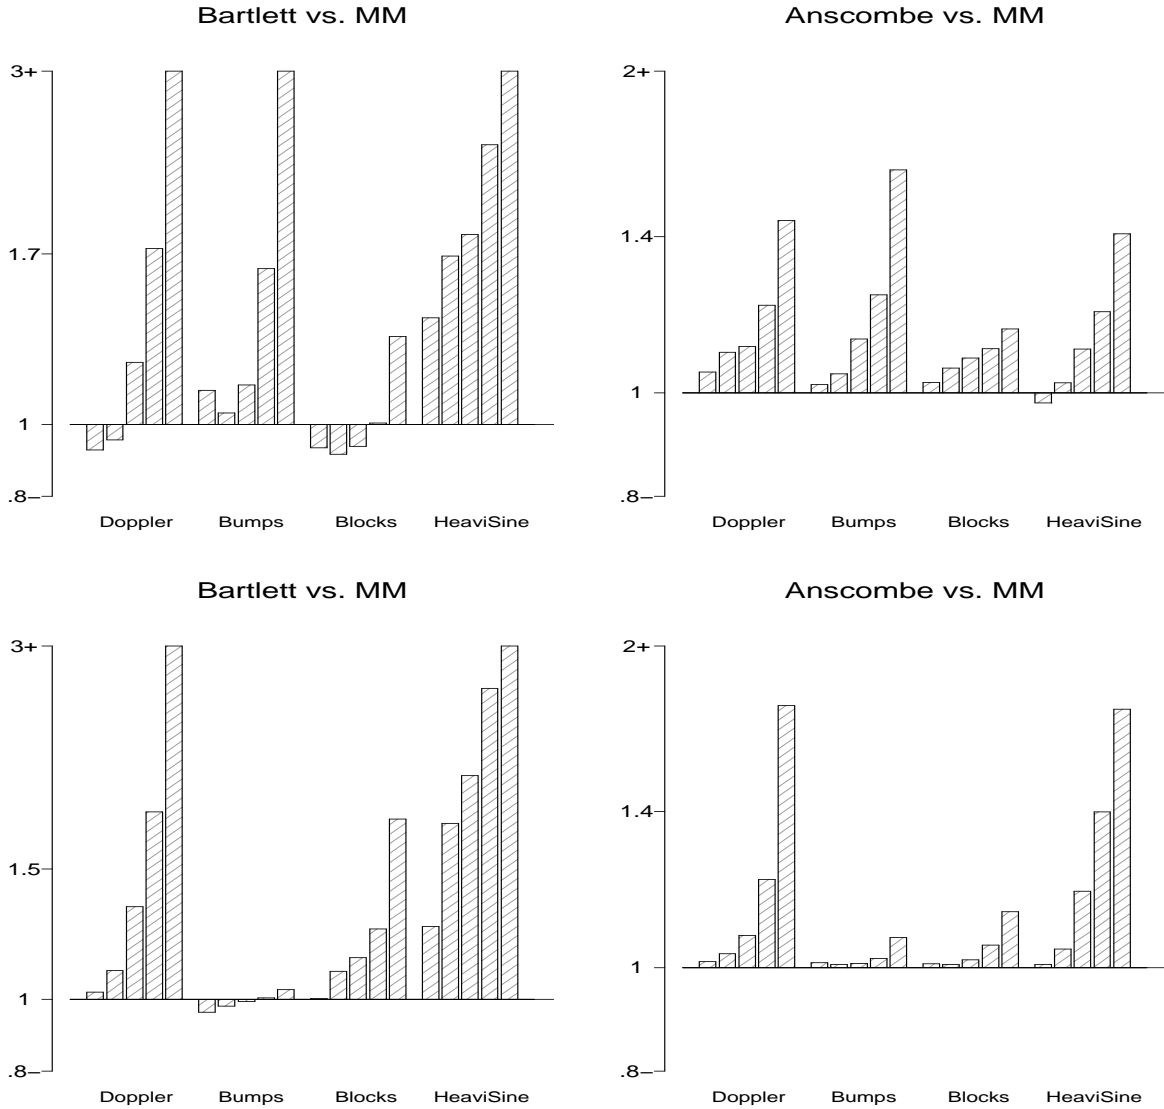 Bartlett vs. MM
3+
1.7
1
.8
Doppler Bumps Blocks HeaviSine
Anscombe vs. MM
2+
1.4
1
.8
Doppler Bumps Blocks HeaviSine
Bartlett vs. MM
3+
1.5
1
.8
Doppler Bumps Blocks HeaviSine
Anscombe vs. MM
2+
1.4
1
.8
Doppler Bumps Blocks HeaviSine